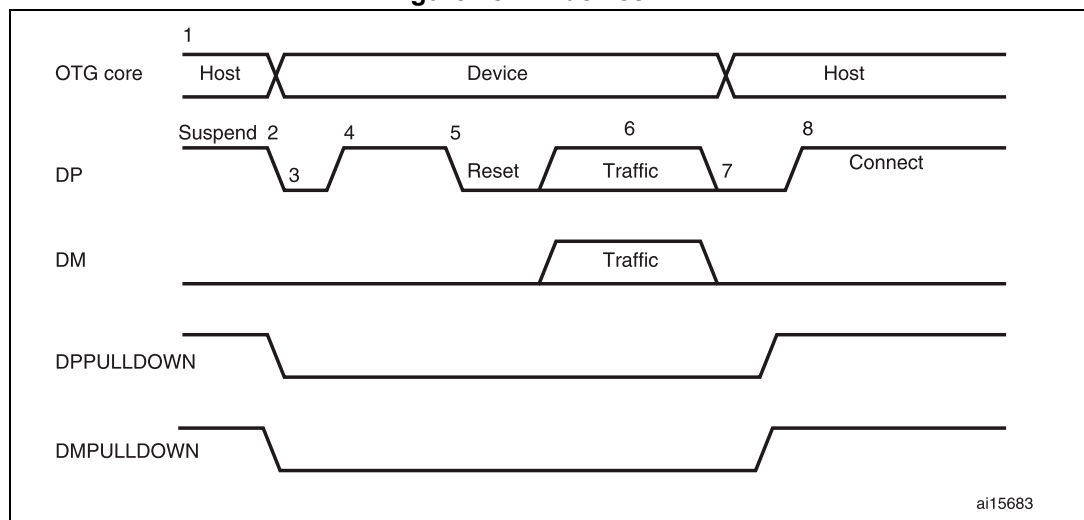 1
OTG core Host Device Host
Suspend 2 4 5 6 8
DP 3 Reset Traffic 7 Connect
DM Traffic
DPPULLDOWN
DMPULLDOWN
ai15683